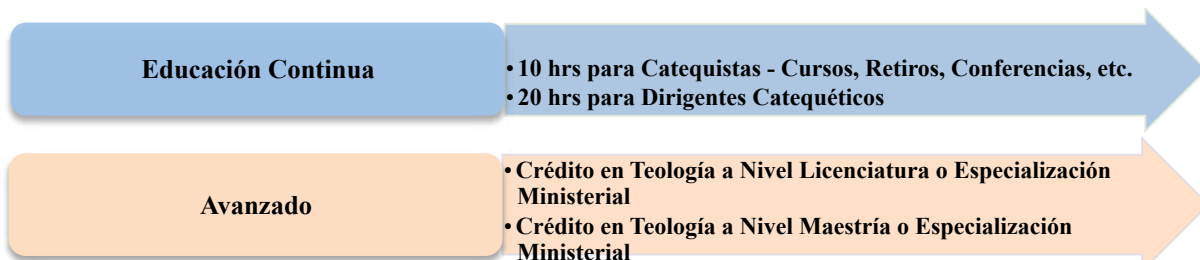 Educación Continua
• 10 hrs para Catequistas - Cursos, Retiros, Conferencias, etc.
• 20 hrs para Dirigentes Catequéticos
Avanzado
• Crédito en Teología a Nivel Licenciatura o Especialización
Ministerial
• Crédito en Teología a Nivel Maestría o Especialización
Ministerial